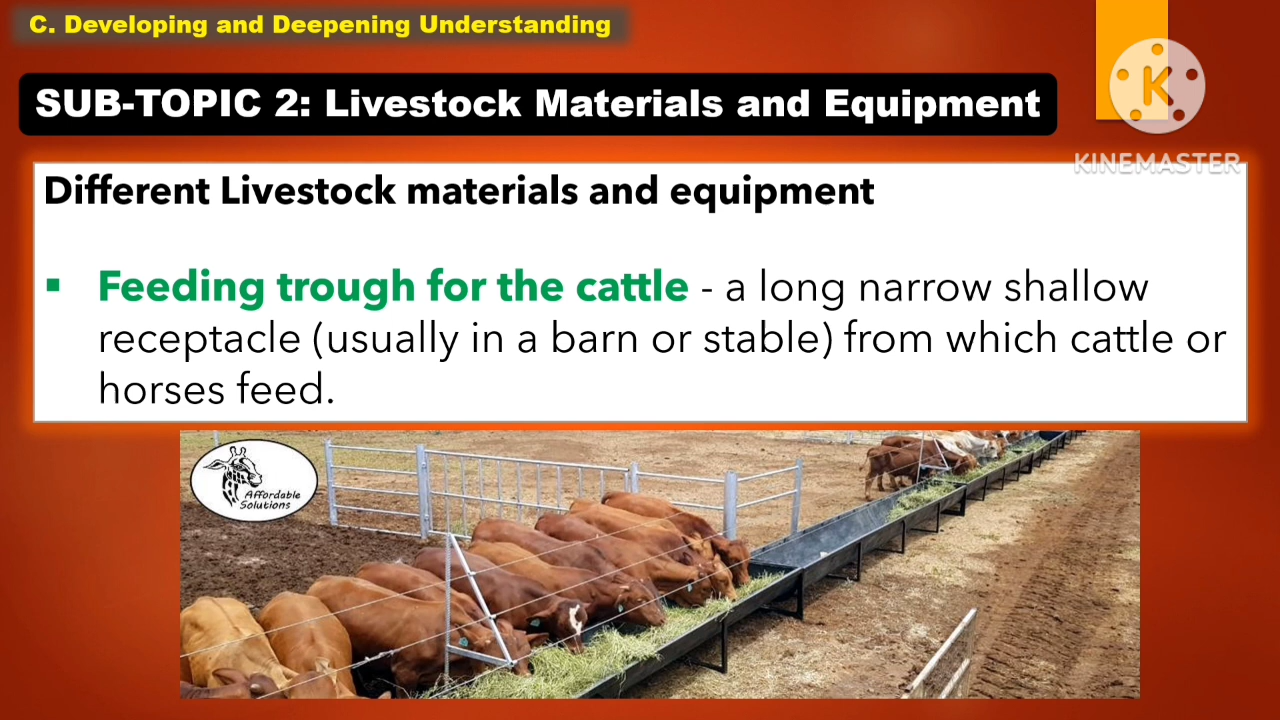 C. Developing and Deepening Understanding
SUB-TOPIC 2: Livestock Materials and Equipment
K
KINEMASTER
Different Livestock materials and equipment
▪ Feeding trough for the cattle - a long narrow shallow
receptacle (usually in a barn or stable) from which cattle or
horses feed.
Affordable
Solutions